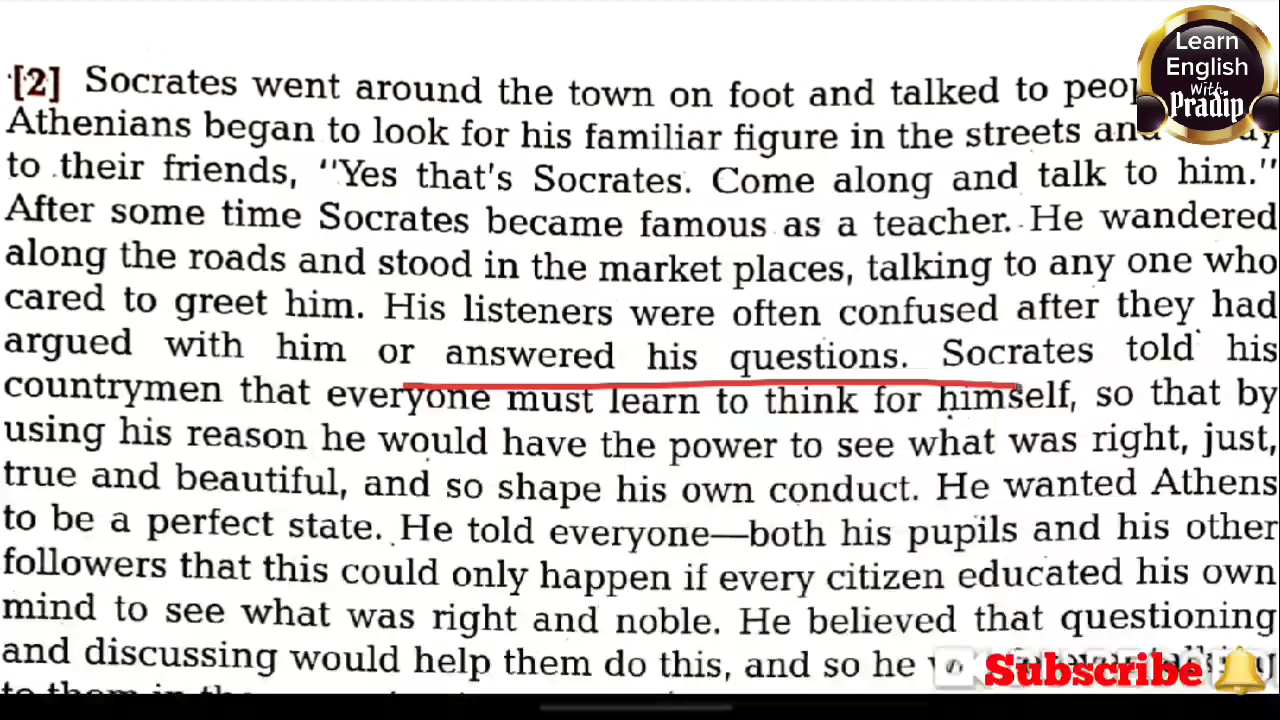 Learn
English
With
Pradip
[2] Socrates went around the town on foot and talked to
Athenians began to look for his familiar figure in the streets
to their friends, "Yes that's Socrates. Come along and talk to him."
After some time Socrates became famous as a teacher. He wandered
along the roads and stood in the market places, talking to any one who
cared to greet him. His listeners were often confused after they had
argued with him or answered his questions. Socrates told his
countrymen that everyone must learn to think for himself, so that by
using his reason he would have the power to see what was right, just,
true and beautiful, and so shape his own conduct. He wanted Athens
to be a perfect state. He told everyone—both his pupils and his other
followers that this could only happen if every citizen educated his own
mind to see what was right and noble. He believed that questioning
and discussing would help them do this, and so he
Subscribe